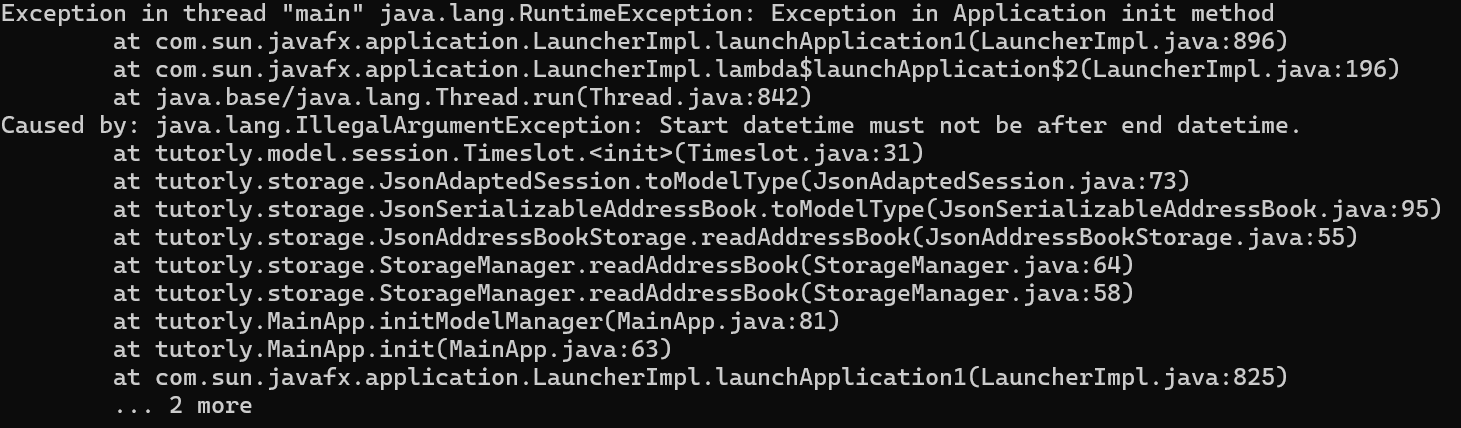 Exception in thread "main" java.lang.RuntimeException: Exception in Application init method
        at com.sun.javafx.application.LauncherImpl.launchApplication1(LauncherImpl.java:896)
        at com.sun.javafx.application.LauncherImpl.lambda$launchApplication$2(LauncherImpl.java:196)
        at java.base/java.lang.Thread.run(Thread.java:842)
Caused by: java.lang.IllegalArgumentException: Start datetime must not be after end datetime.
        at tutorly.model.session.Timeslot.<init>(Timeslot.java:31)
        at tutorly.storage.JsonAdaptedSession.toModelType(JsonAdaptedSession.java:73)
        at tutorly.storage.JsonSerializableAddressBook.toModelType(JsonSerializableAddressBook.java:95)
        at tutorly.storage.JsonAddressBookStorage.readAddressBook(JsonAddressBookStorage.java:55)
        at tutorly.storage.StorageManager.readAddressBook(StorageManager.java:64)
        at tutorly.storage.StorageManager.readAddressBook(StorageManager.java:58)
        at tutorly.MainApp.initModelManager(MainApp.java:81)
        at tutorly.MainApp.init(MainApp.java:63)
        at com.sun.javafx.application.LauncherImpl.launchApplication1(LauncherImpl.java:825)
        ... 2 more